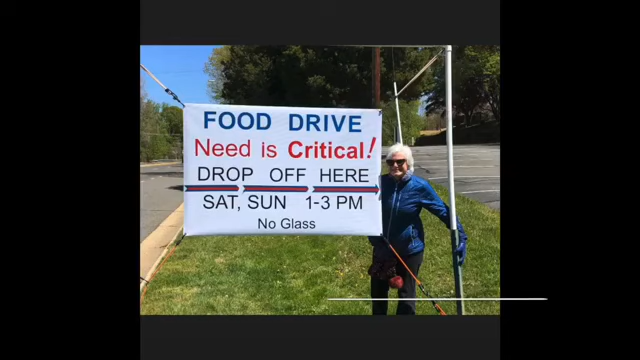 FOOD DRIVE
Need is Critical!
DROP OFF HERE
SAT, SUN 1-3 PM
No Glass